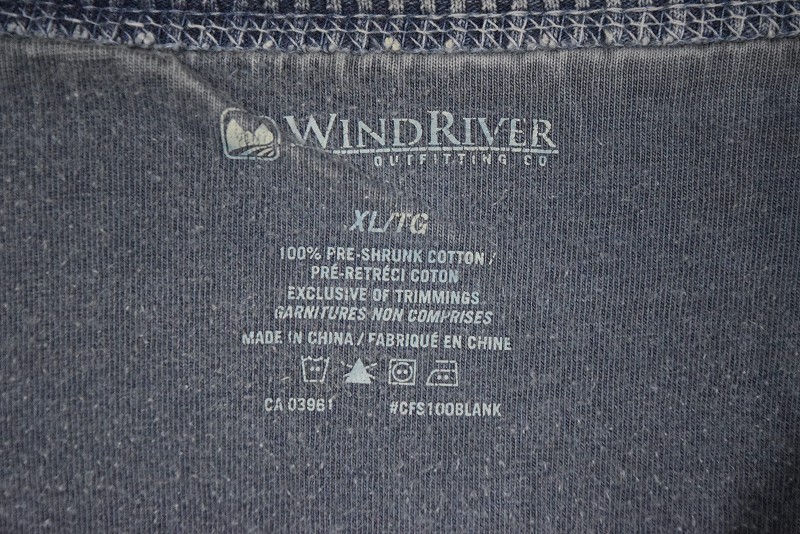 WINDRIVER
OUTFITTING CO
XL/TG
100% PRE-SHRUNK COTTON /
PRÉ-RETRÉCI COTON
EXCLUSIVE OF TRIMMINGS
GARNITURES NON COMPRISES
MADE IN CHINA / FABRIQUÉ EN CHINE
CA 03961 #CFS100BLANK